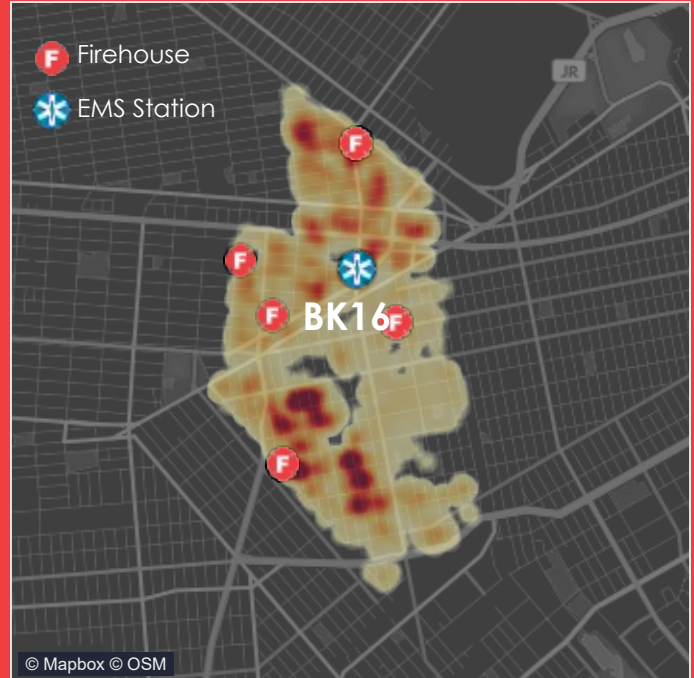 F Firehouse
JR
EMS Station
F
F
F BK16 F
F
© Mapbox © OSM